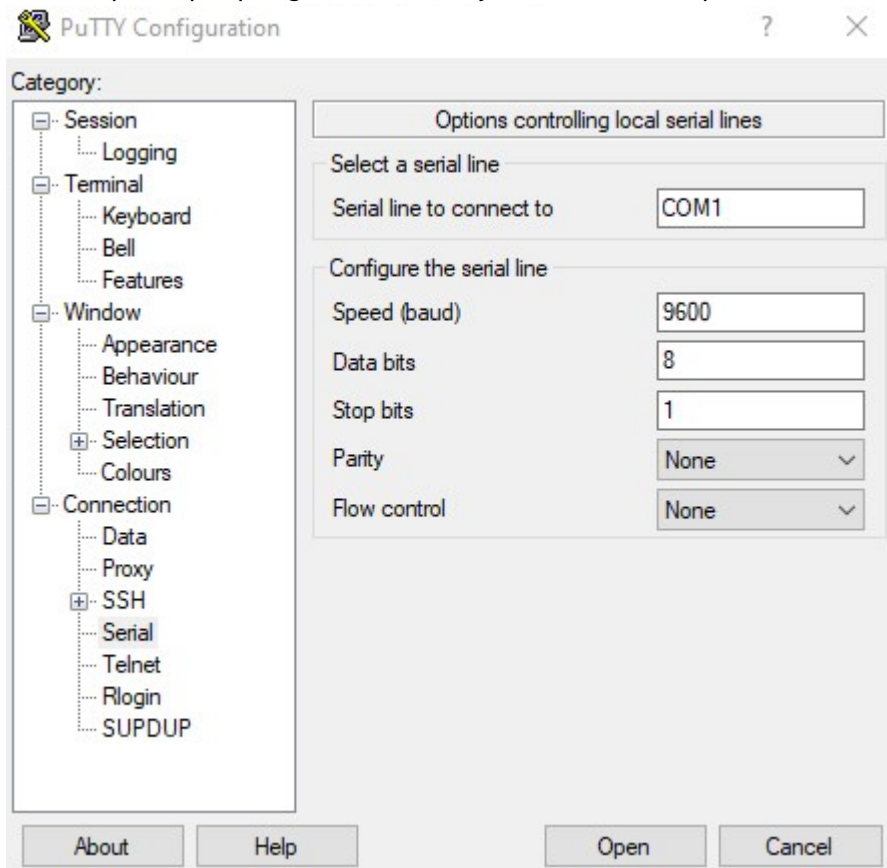 PuTTY Configuration
?
Category:
Session
Logging
Terminal
Keyboard
Bell
Features
Window
Appearance
Behaviour
Translation
Selection
Colours
Connection
Data
Proxy
SSH
Serial
Telnet
Rlogin
SUPDUP
Options controlling local serial lines
Select a serial line
Serial line to connect to COM1
Configure the serial line
Speed (baud) 9600
Data bits 8
Stop bits 1
Parity None
Flow control None
About Help Open Cancel